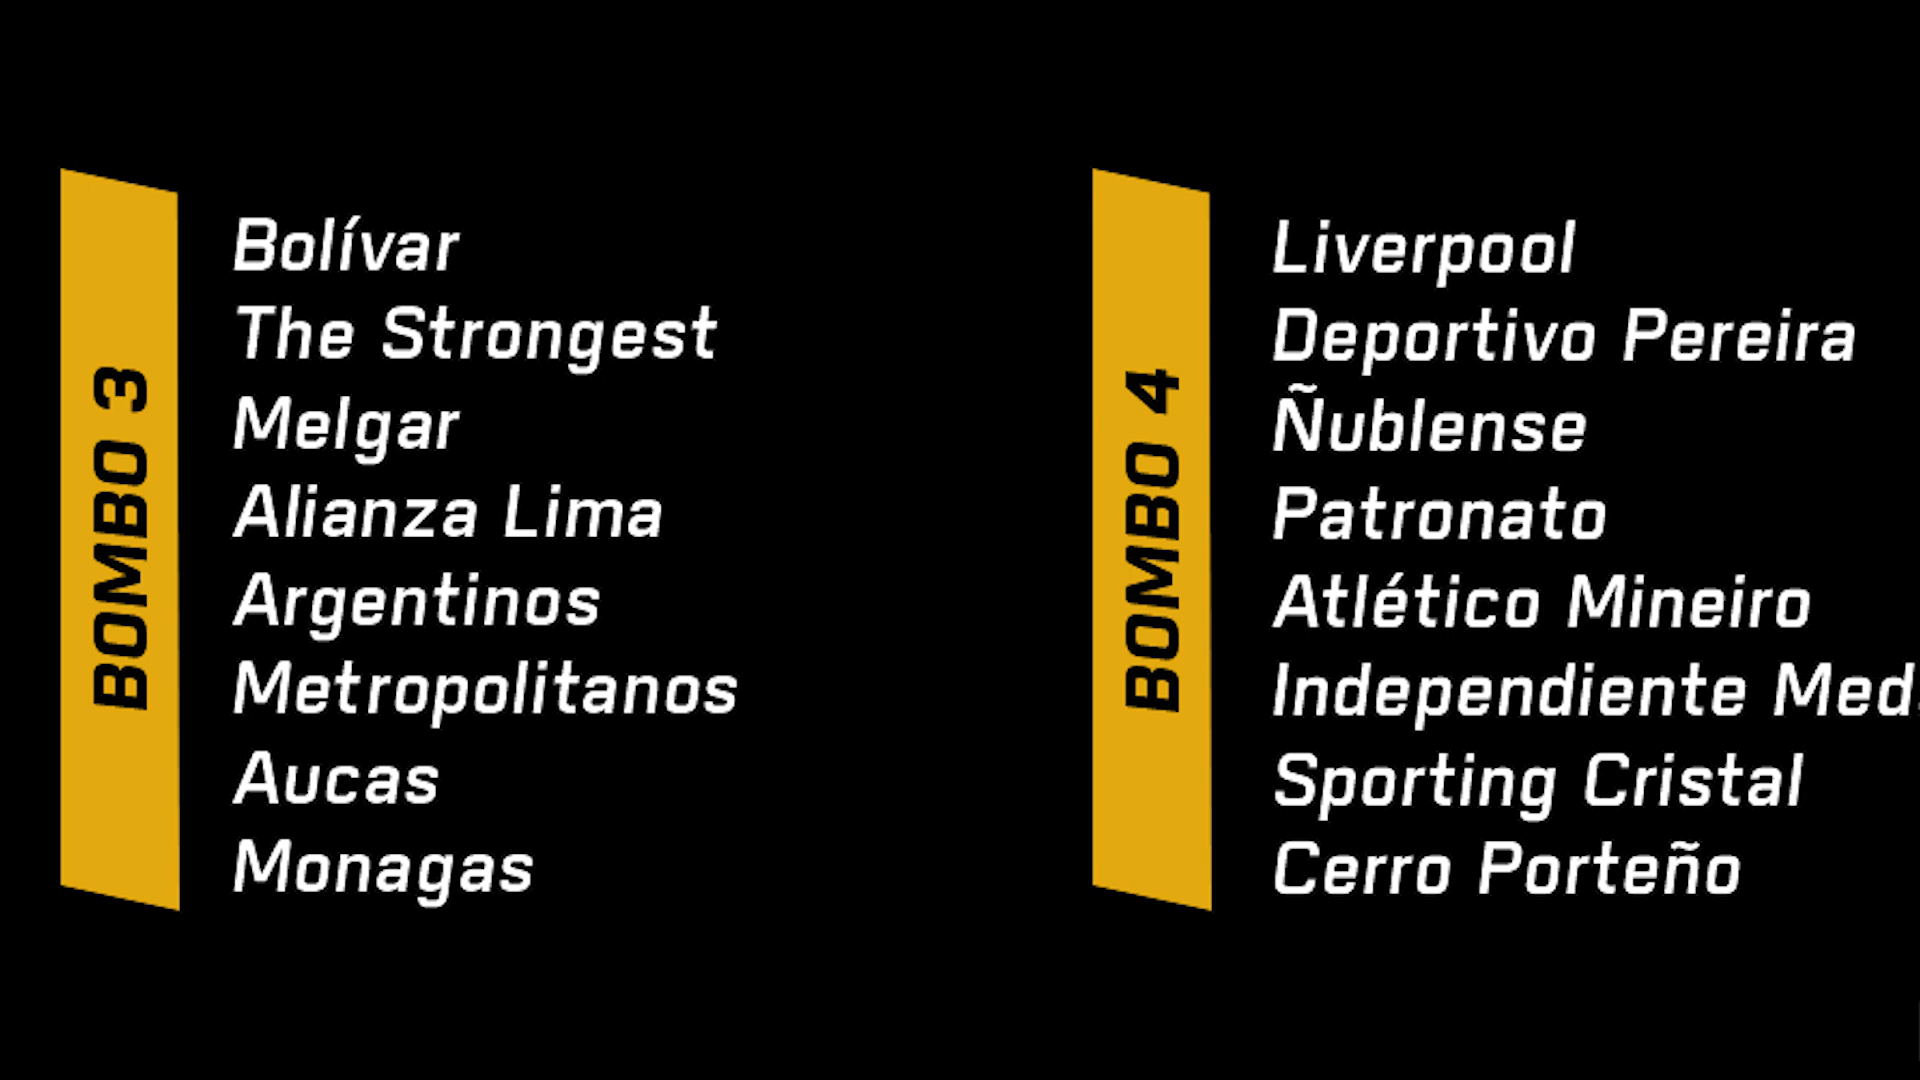 BOMBO 3
Bolívar
The Strongest
Melgar
Alianza Lima
Argentinos
Metropolitanos
Aucas
Monagas
BOMBO 4
Liverpool
Deportivo Pereira
Ñublense
Patronato
Atlético Mineiro
Independiente Med
Sporting Cristal
Cerro Porteño